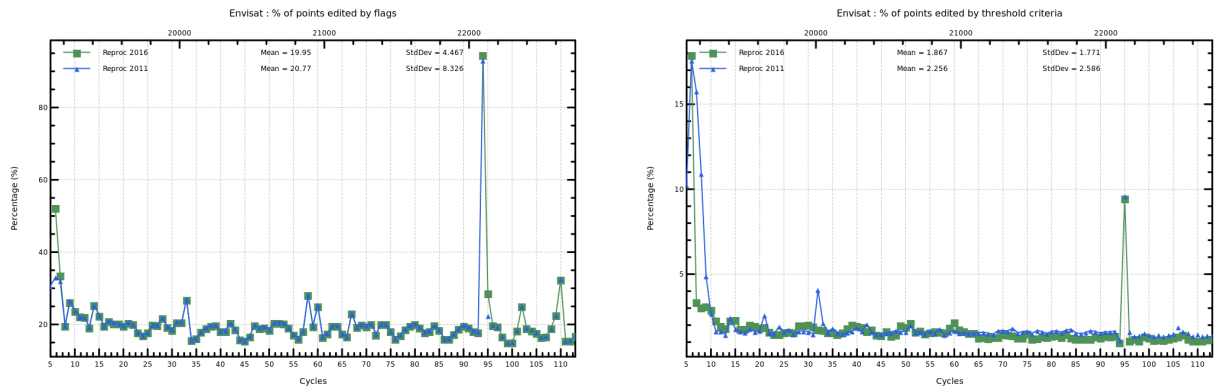 Envisat : % of points edited by flags
20000 21000 22000
Reproc 2016 Mean = 19.95 StdDev = 4.467
Reproc 2011 Mean = 20.77 StdDev = 8.326
80
60
40
20
Percentage (%)
5 10 15 20 25 30 35 40 45 50 55 60 65 70 75 80 85 90 95 100 105 110
Cycles
Envisat : % of points edited by threshold criteria
20000 21000 22000
Reproc 2016 Mean = 1.867 StdDev = 1.771
Reproc 2011 Mean = 2.256 StdDev = 2.586
15
10
5
Percentage (%)
5 10 15 20 25 30 35 40 45 50 55 60 65 70 75 80 85 90 95 100 105 110
Cycles